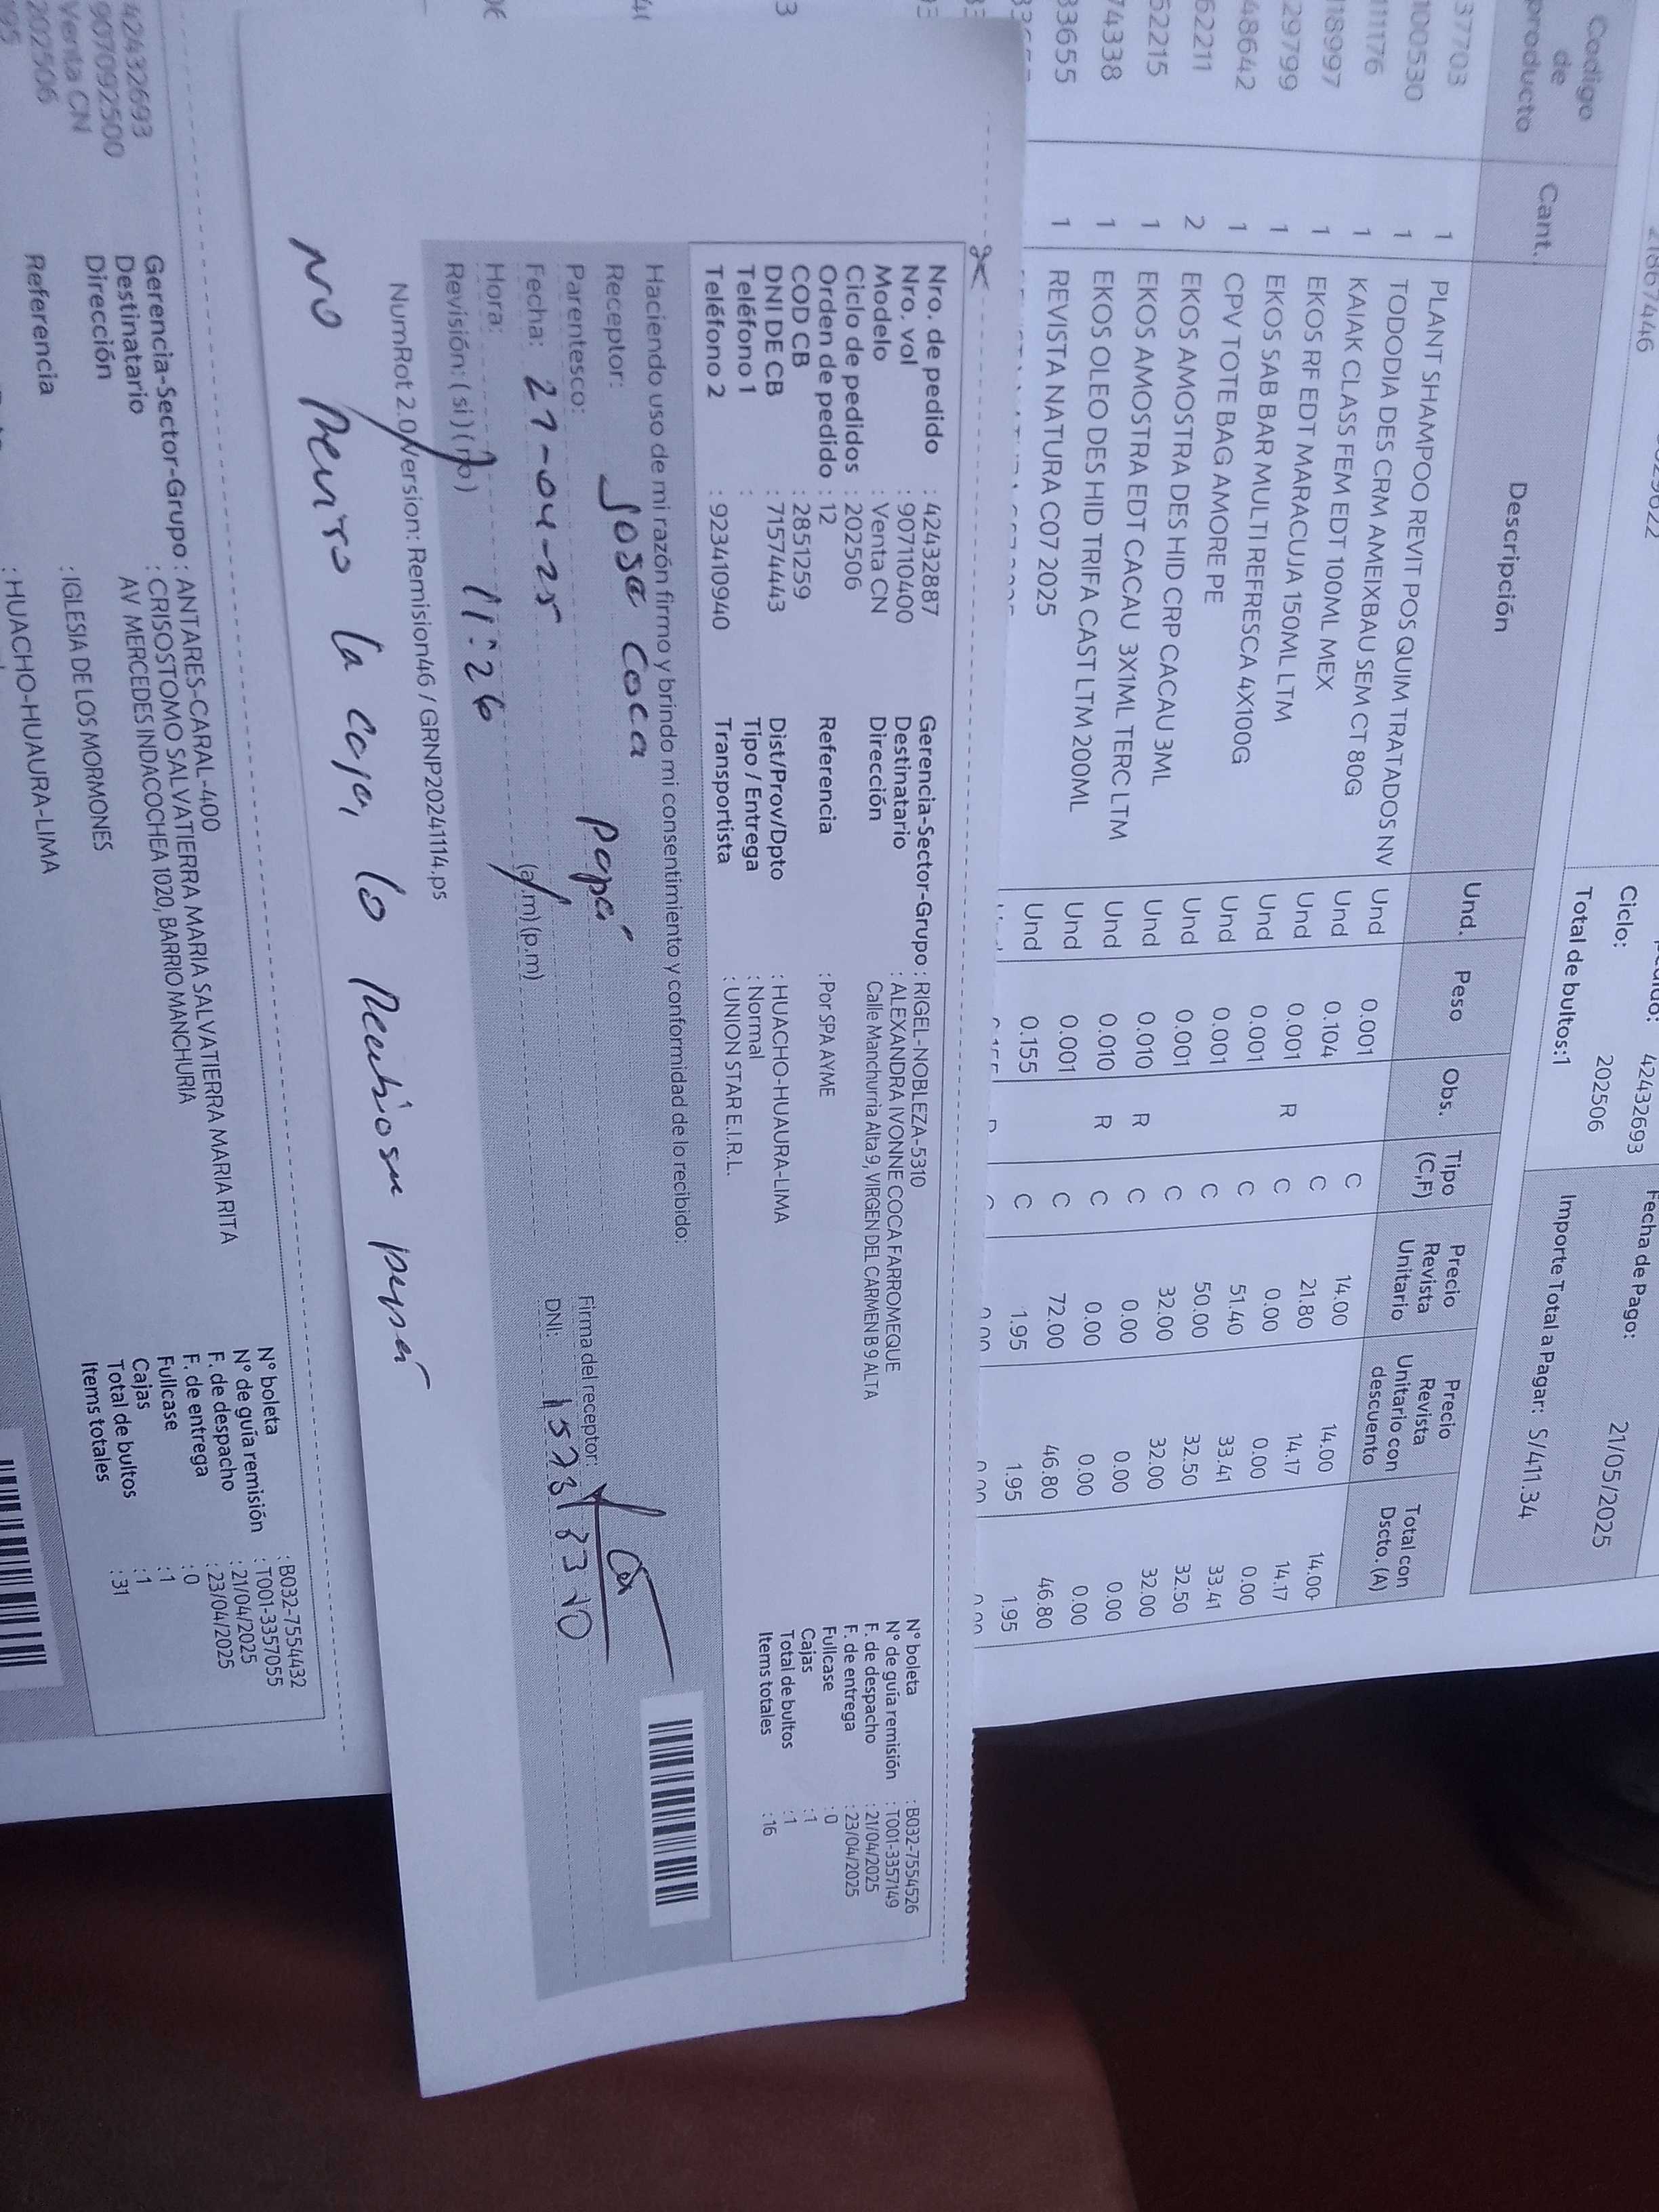 42432693
Fecha de Pago:
21/05/2025
Ciclo:
202506
Total de bultos:1
Importe Total a Pagar: S/411.34
Codigo de producto
Cant.
Descripción
Und.
Peso
Obs.
Tipo (C,F)
Precio Revista Unitario
Precio Revista Unitario con descuento
Total con Dscto. (A)
37703 1 PLANT SHAMPOO REVIT POS QUIM TRATADOS NV Und 0.001 C 14.00 14.00 14.00
100530 1 TODODIA DES CRM AMEIXBAU SEM CT 80G Und 0.104 C 21.80 14.17 14.17
111176 1 KAIAK CLASS FEM EDT 100ML MEX Und 0.001 R C 0.00 0.00 0.00
118997 1 EKOS RF EDT MARACUJA 150ML LTM Und 0.001 C 51.40 33.41 33.41
29799 1 EKOS SAB BAR MULTI REFRESCA 4X100G Und 0.001 C 50.00 32.50 32.50
48642 1 CPV TOTE BAG AMORE PE Und 0.001 C 32.00 32.00 32.00
62211 2 EKOS AMOSTRA DES HID CRP CACAU 3ML Und 0.010 R C 0.00 0.00 0.00
62215 1 EKOS AMOSTRA EDT CACAU 3X1ML TERC LTM Und 0.010 R C 0.00 0.00 0.00
74338 1 EKOS OLEO DES HID TRIFA CAST LTM 200ML Und 0.001 C 72.00 46.80 46.80
33655 1 REVISTA NATURA C07 2025 Und 0.155 C 1.95 1.95 1.95
Nro. de pedido : 42432887
Nro. vol : 907110400
Modelo : Venta CN
Ciclo de pedidos : 202506
Orden de pedido : 12
COD CB : 2851259
DNI DE CB : 71574443
Teléfono 1 :
Teléfono 2 : 923410940
Gerencia-Sector-Grupo : RIGEL-NOBLEZA-5310
Destinatario : ALEXANDRA IVONNE COCA FARROMEQUE
Dirección Calle Manchurria Alta 9, VIRGEN DEL CARMEN B 9 ALTA
Referencia : Por SPA AYME
Dist/Prov/Dpto : HUACHO-HUAURA-LIMA
Tipo / Entrega : Normal
Transportista : UNION STAR E.I.R.L.
N° boleta : B032-7554526
N° de guía remisión : T001-3357149
F. de despacho : 21/04/2025
F. de entrega : 23/04/2025
Fullcase : 0
Cajas : 1
Total de bultos : 1
Items totales : 16
Haciendo uso de mi razón firmo y brindo mi consentimiento y conformidad de lo recibido:
Receptor: Jose Coca
Parentesco: Papá
Fecha: 27-04-25
Hora: 11:26 (a.m) (p.m)
Revisión: (si) (no)
Firma del receptor:
DNI:
NumRot 2.0 Version: Remision46 / GRNP20241114.ps
No Reviso la caja, lo Recibio su papá
42432693
907092500
Venta CN
202506
Gerencia-Sector-Grupo : ANTARES-CARAL-400
Destinatario : CRISOSTOMO SALVATIERRA MARIA SALVATIERRA MARIA RITA
Dirección AV MERCEDES INDACOCHEA 1020, BARRIO MANCHURIA
Referencia : IGLESIA DE LOS MORMONES
: HUACHO-HUAURA-LIMA
N° boleta : B032-7554432
N° de guía remisión : T001-3357055
F. de despacho : 21/04/2025
F. de entrega : 23/04/2025
Fullcase : 0
Cajas : 1
Total de bultos : 1
Items totales : 31